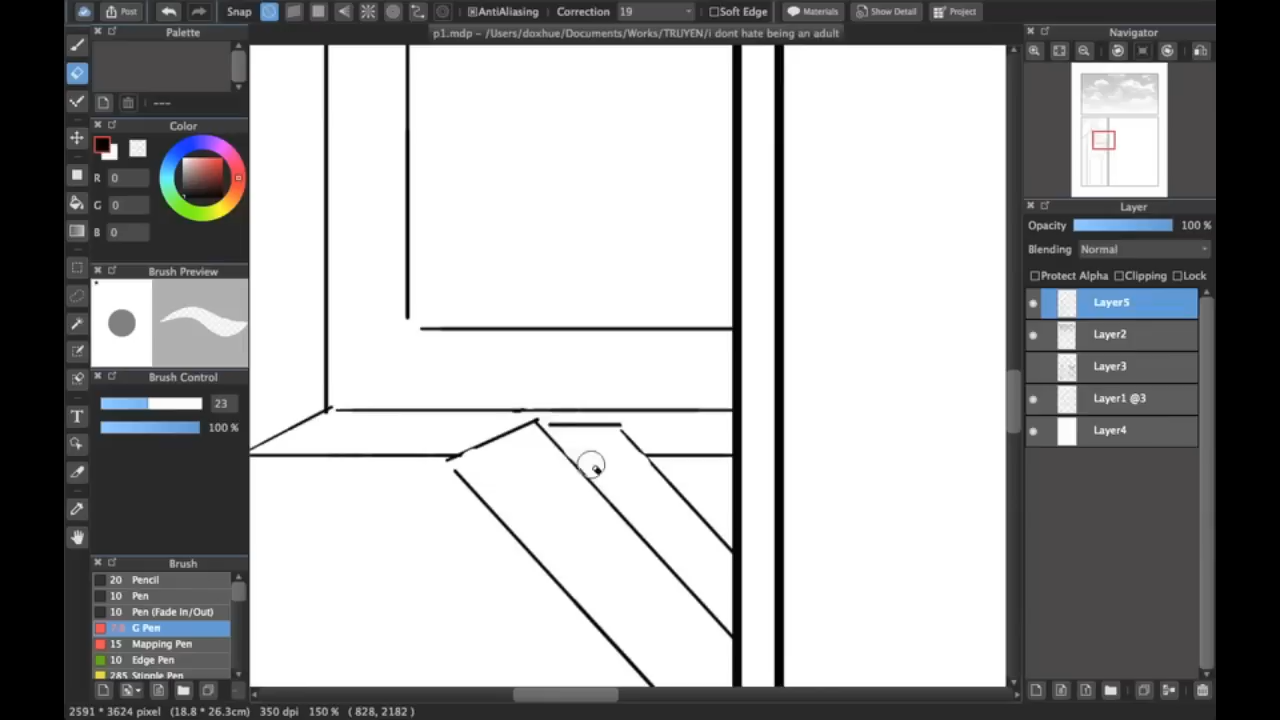 Post
Snap
AntiAliasing
Correction 19
Soft Edge
Materials
Show Detail
Project
p1.mdp - /Users/doxhue/Documents/Works/TRUYEN/i dont hate being an adult
Palette
---
Color
R 0
G 0
B 0
Brush Preview
Brush Control
23
100 %
Brush
20 Pencil
10 Pen
10 Pen (Fade In/Out)
G Pen
15 Mapping Pen
10 Edge Pen
285 Stipple Pen
Navigator
Layer
Opacity 100 %
Blending Normal
Protect Alpha Clipping Lock
Layer5
Layer2
Layer3
Layer1 @3
Layer4
2591 * 3624 pixel (18.8 * 26.3cm) 350 dpi 150 % ( 828, 2182 )